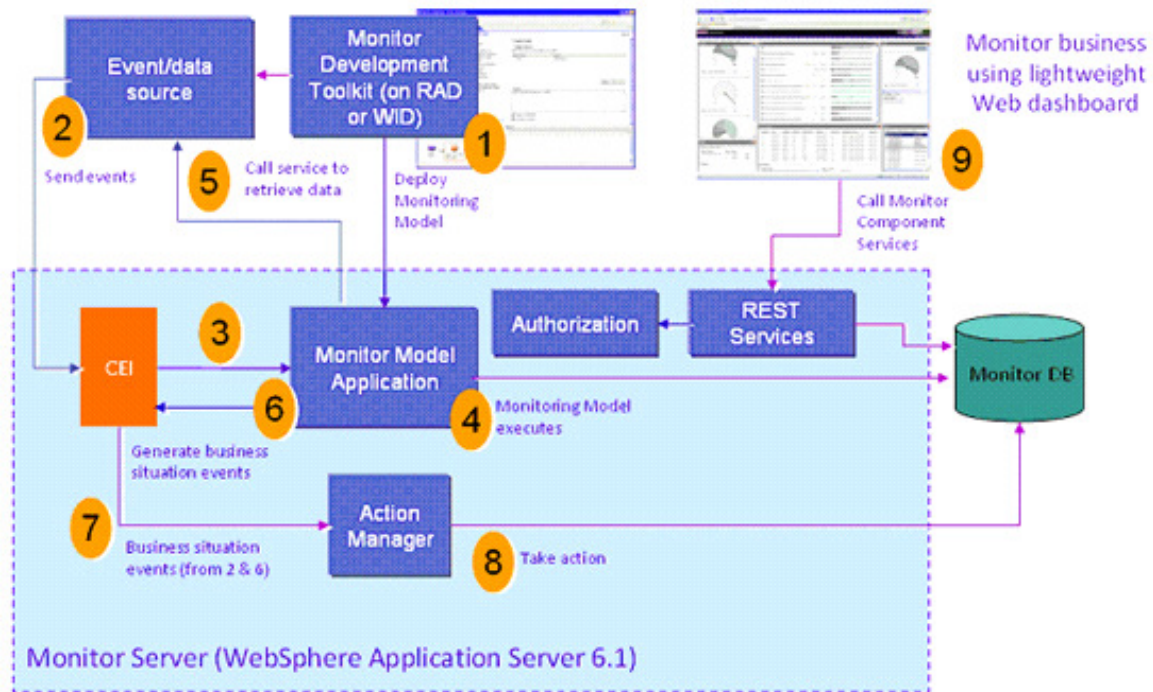 Event/data
source
Monitor
Development
Toolkit (on RAD
or WID)
1
Monitor business
using lightweight
Web dashboard
9
2
Send events
5
Call service to
retrieve data
Deploy
Monitoring
Model
Call Monitor
Component
Services
CEI
3
Monitor Model
Application
Authorization
REST
Services
Monitor DB
6
4
Monitoring Model
executes
Generate business
situation events
7
Business situation
events (from 2 & 6)
Action
Manager
8
Take action
Monitor Server (WebSphere Application Server 6.1)